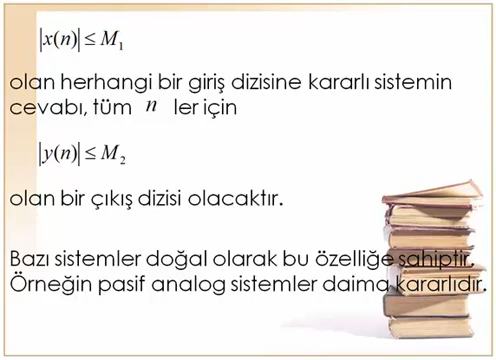 |x(n)| ≤ M₁
olan herhangi bir giriş dizisine kararlı sistemin
cevabı, tüm n ler için
|y(n)| ≤ M₂
olan bir çıkış dizisi olacaktır.
Bazı sistemler doğal olarak bu özelliğe sahiptir.
Örneğin pasif analog sistemler daima kararlıdır.